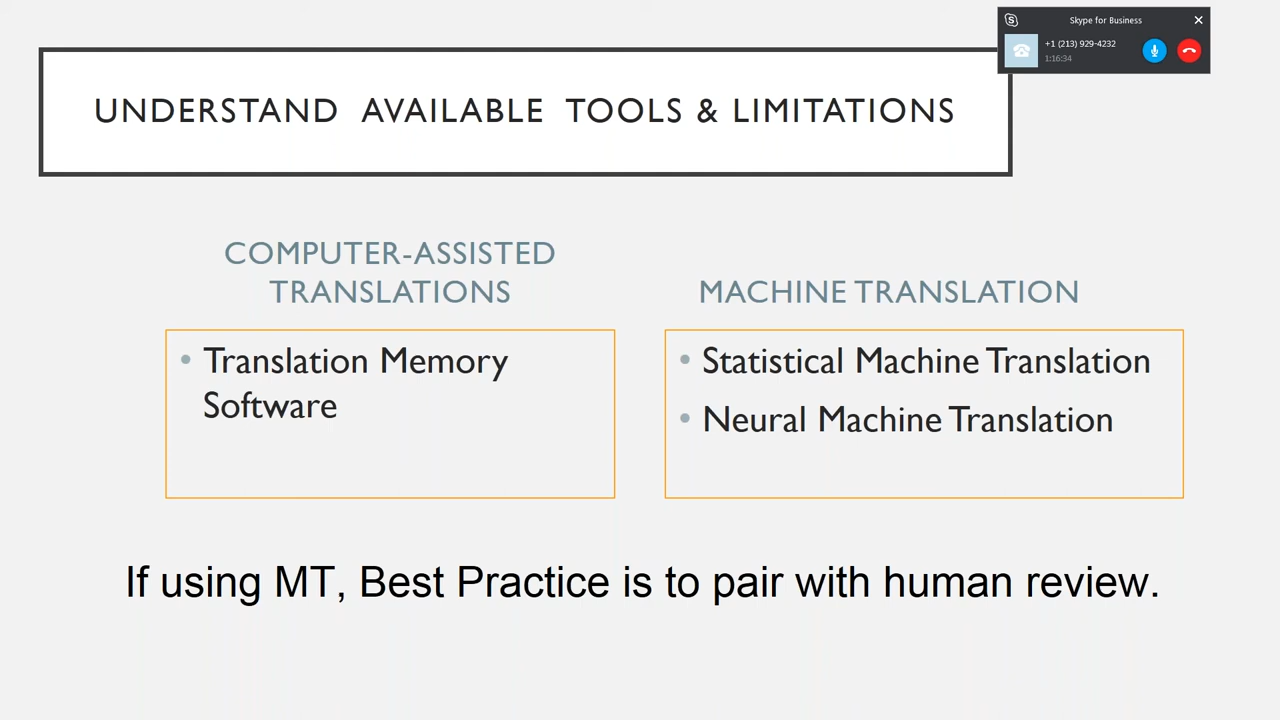 Skype for Business
+1 (213) 929-4232
1:16:34
UNDERSTAND AVAILABLE TOOLS & LIMITATIONS
COMPUTER-ASSISTED
TRANSLATIONS
• Translation Memory
Software
MACHINE TRANSLATION
• Statistical Machine Translation
• Neural Machine Translation
If using MT, Best Practice is to pair with human review.